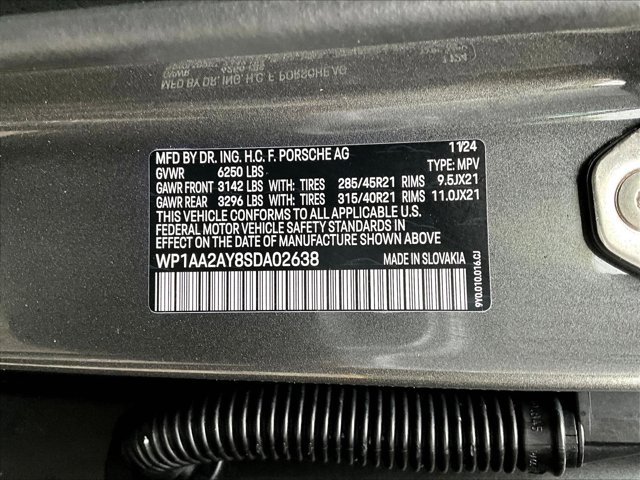 MFD BY DR. ING. H.C. F. PORSCHE AG 11/24
GVWR 6250 LBS TYPE: MPV
GAWR FRONT 3142 LBS WITH: TIRES 285/45R21 RIMS 9.5JX21
GAWR REAR 3296 LBS WITH: TIRES 315/40R21 RIMS 11.0JX21
THIS VEHICLE CONFORMS TO ALL APPLICABLE U.S.
FEDERAL MOTOR VEHICLE SAFETY STANDARDS IN
EFFECT ON THE DATE OF MANUFACTURE SHOWN ABOVE
WP1AA2AY8SDA02638 MADE IN SLOVAKIA
9Y0.010.016.CJ